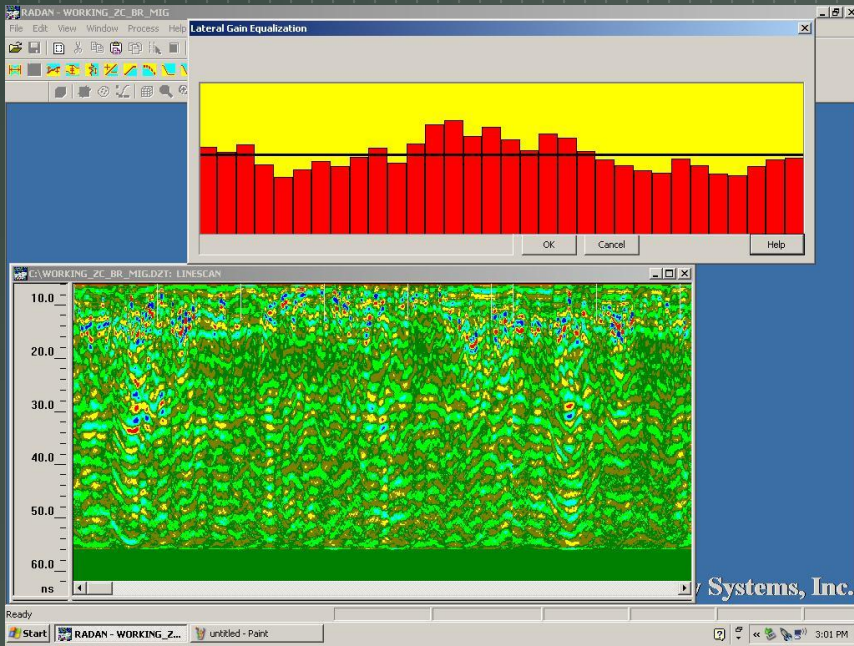 RADAN - WORKING_ZC_BR_MIG
File Edit View Window Process Help
Lateral Gain Equalization
OK Cancel Help
C:\WORKING_ZC_BR_MIG.DZT: LINESCAN
10.0
20.0
30.0
40.0
50.0
60.0
ns
Systems, Inc.
Ready
Start RADAN - WORKING_Z... untitled - Paint 3:01 PM